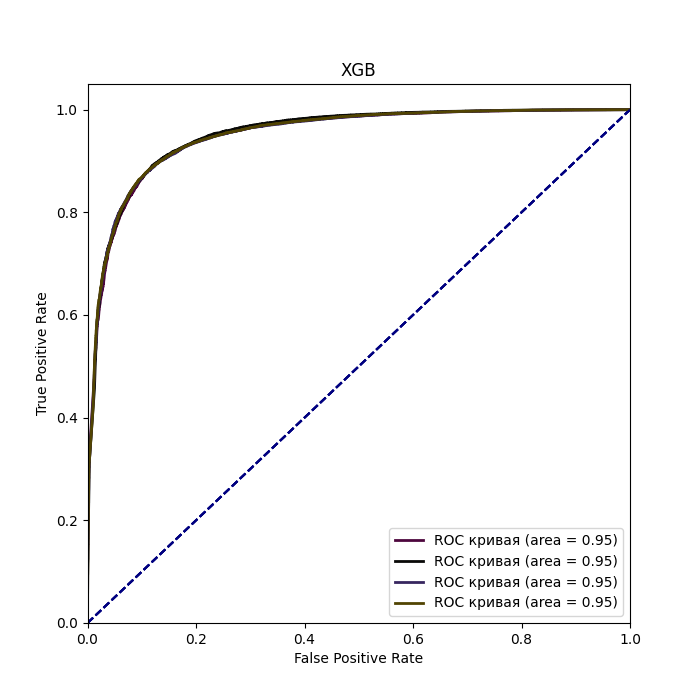 XGB
1.0
0.8
0.6
0.4
0.2
0.0
True Positive Rate
ROC кривая (area = 0.95)
ROC кривая (area = 0.95)
ROC кривая (area = 0.95)
ROC кривая (area = 0.95)
0.0 0.2 0.4 0.6 0.8 1.0
False Positive Rate